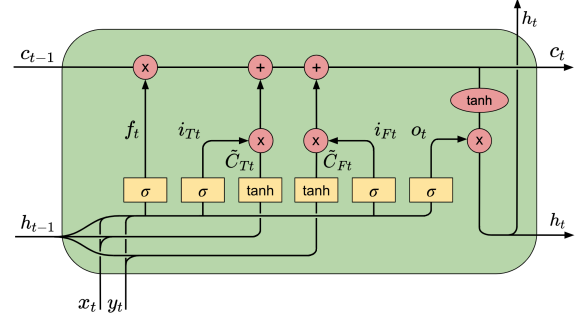 h_t
c_{t-1} x + + c_t
tanh
f_t i_{Tt} x x i_{Ft} o_t x
C̃_{Tt} C̃_{Ft}
σ σ tanh tanh σ σ
h_{t-1} h_t
x_t y_t